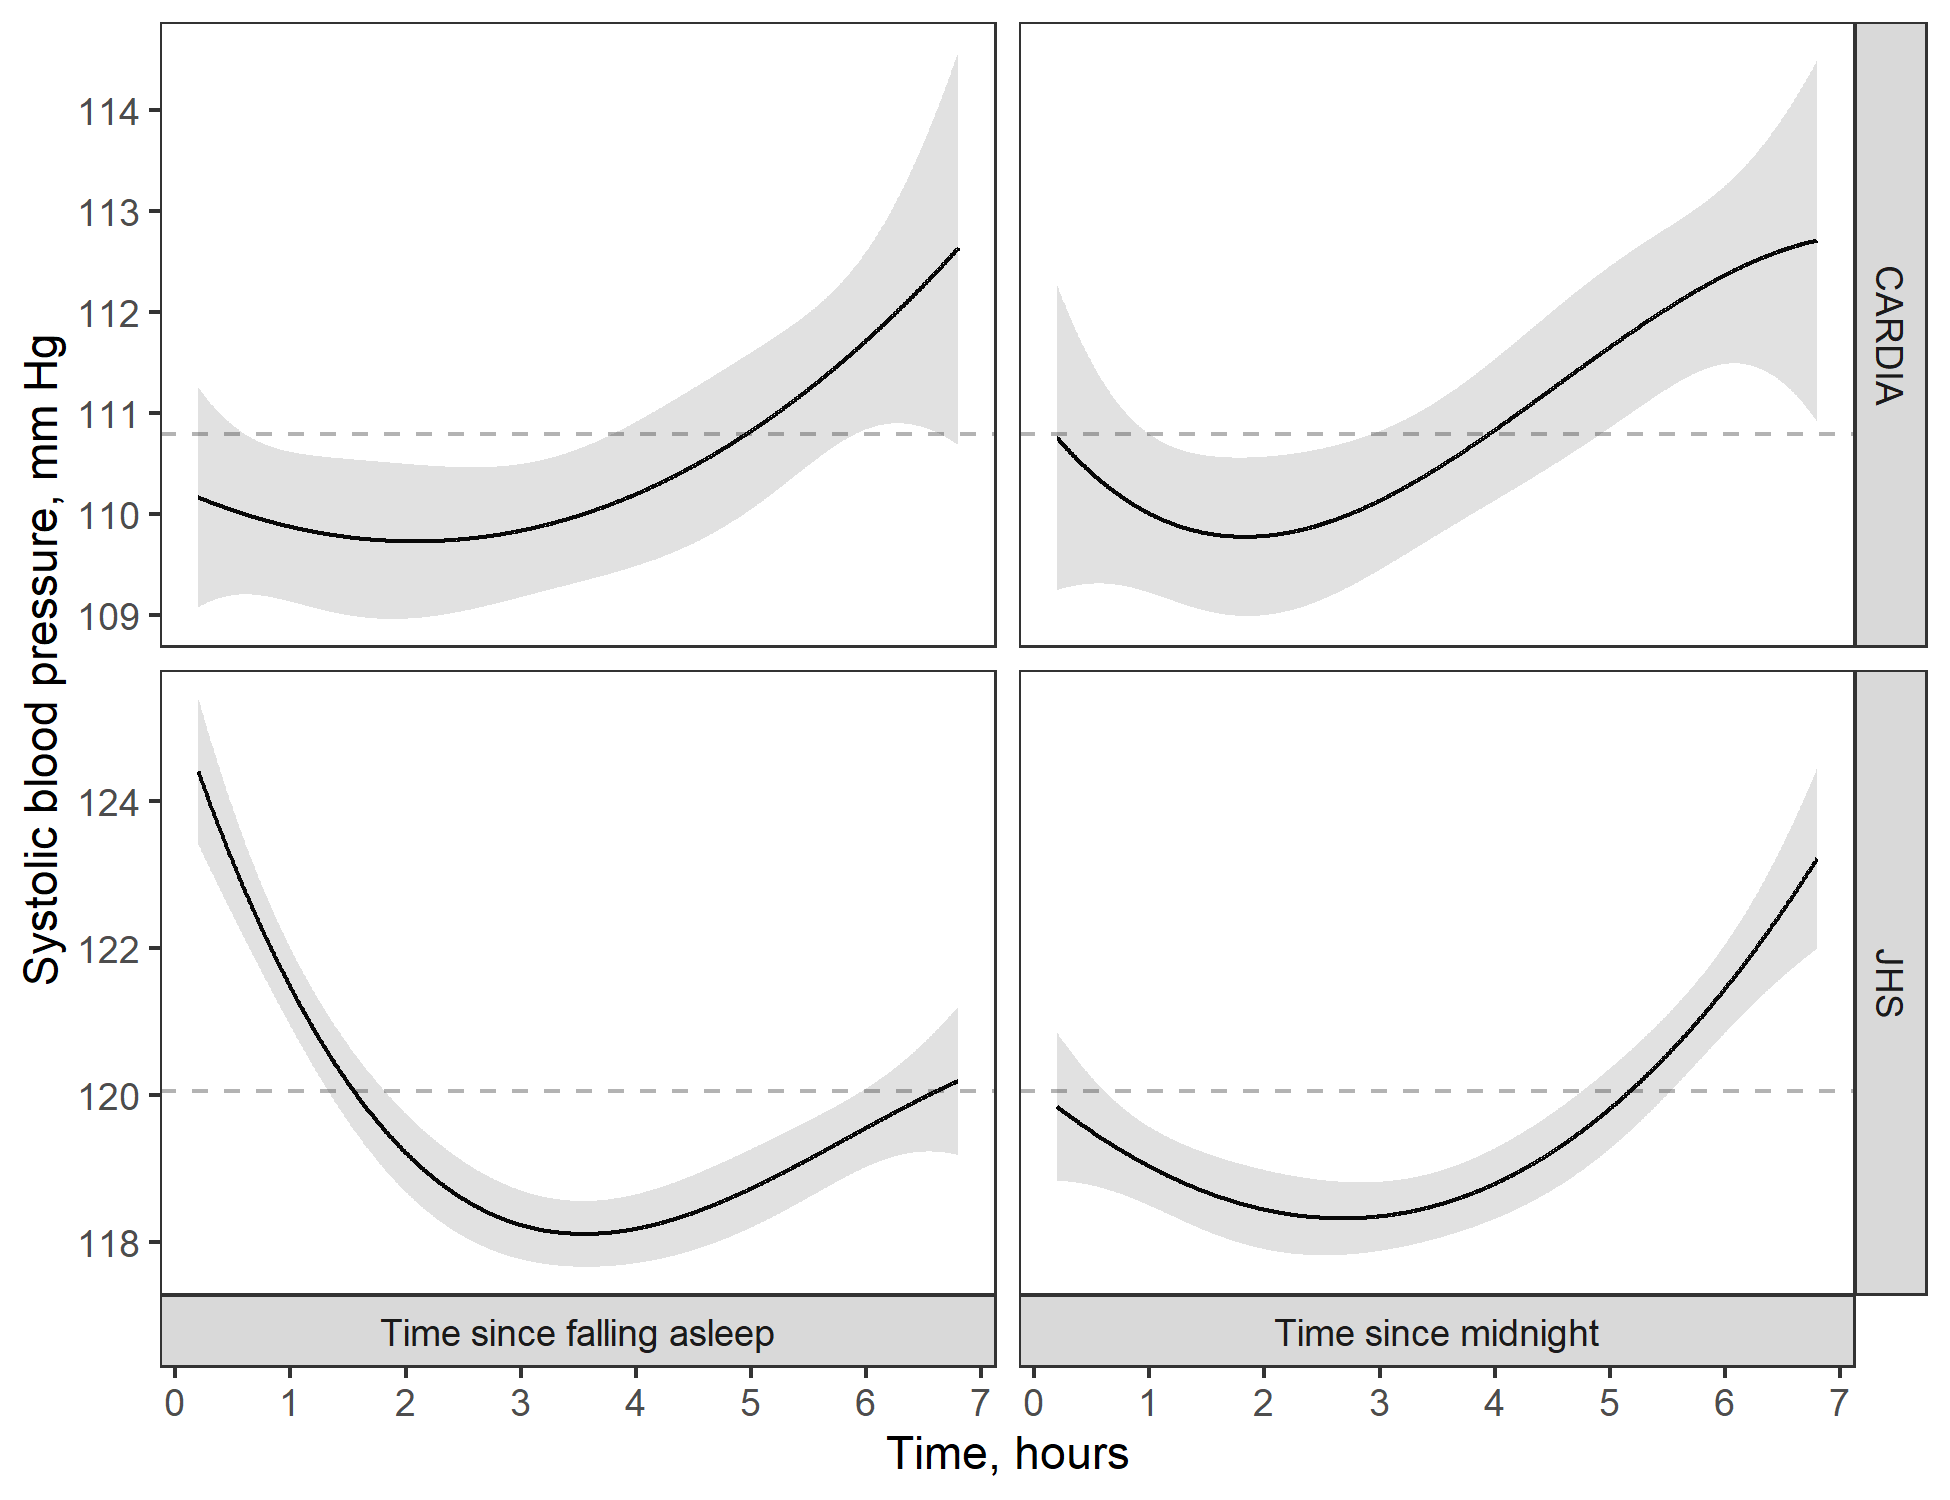 Systolic blood pressure, mm Hg
114
113
112
111
110
109
CARDIA
124
122
120
118
JHS
Time since falling asleep
Time since midnight
0 1 2 3 4 5 6 7
0 1 2 3 4 5 6 7
Time, hours